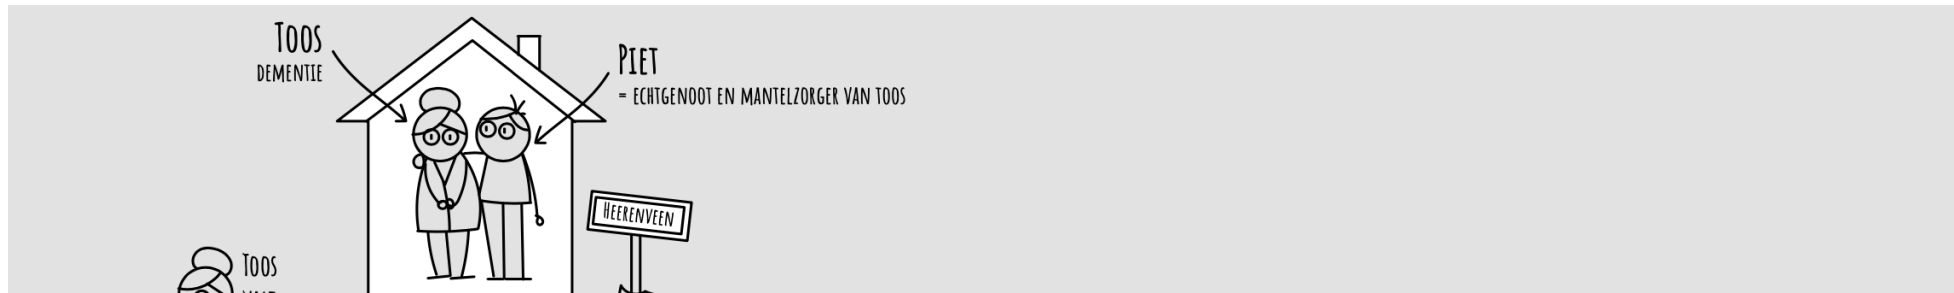 Toos
dementie
Piet
= echtgenoot en mantelzorger van Toos
Heerenveen
Toos